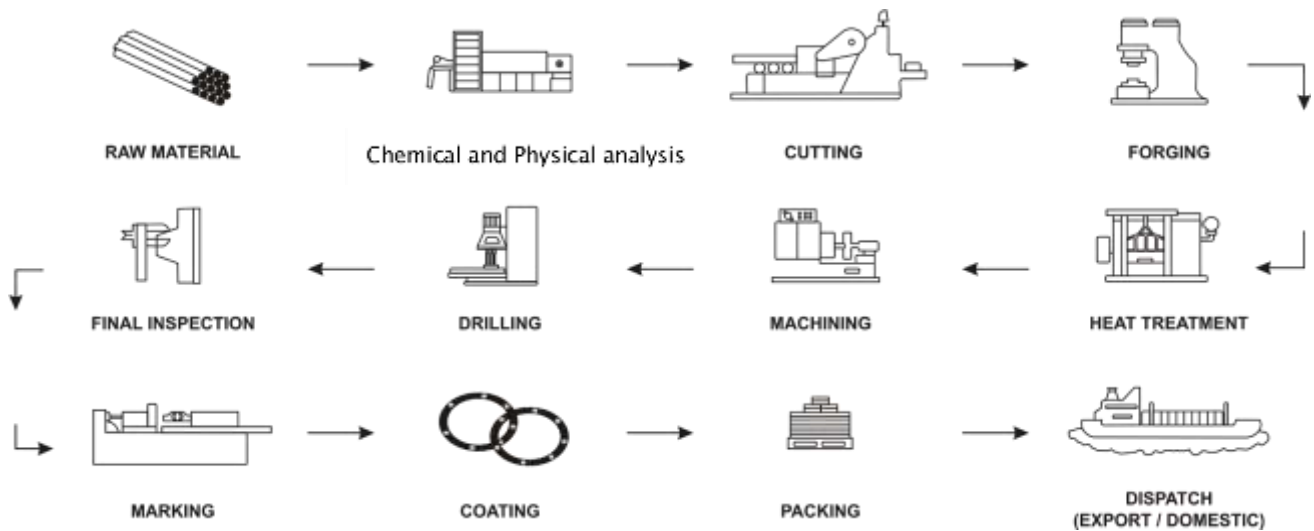 RAW MATERIAL
Chemical and Physical analysis
CUTTING
FORGING
FINAL INSPECTION
DRILLING
MACHINING
HEAT TREATMENT
MARKING
COATING
PACKING
DISPATCH
(EXPORT / DOMESTIC)